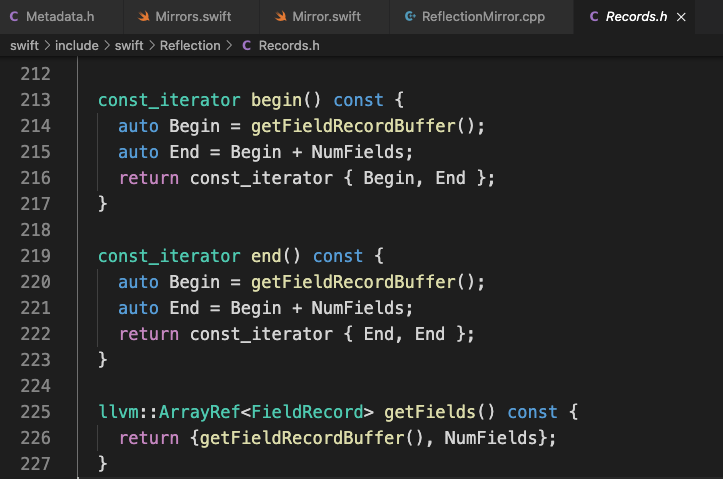 C Metadata.h Mirrors.swift Mirror.swift C++ ReflectionMirror.cpp C Records.h ×
swift > include > swift > Reflection > C Records.h
212
213 const_iterator begin() const {
214 auto Begin = getFieldRecordBuffer();
215 auto End = Begin + NumFields;
216 return const_iterator { Begin, End };
217 }
218
219 const_iterator end() const {
220 auto Begin = getFieldRecordBuffer();
221 auto End = Begin + NumFields;
222 return const_iterator { End, End };
223 }
224
225 llvm::ArrayRef<FieldRecord> getFields() const {
226 return {getFieldRecordBuffer(), NumFields};
227 }